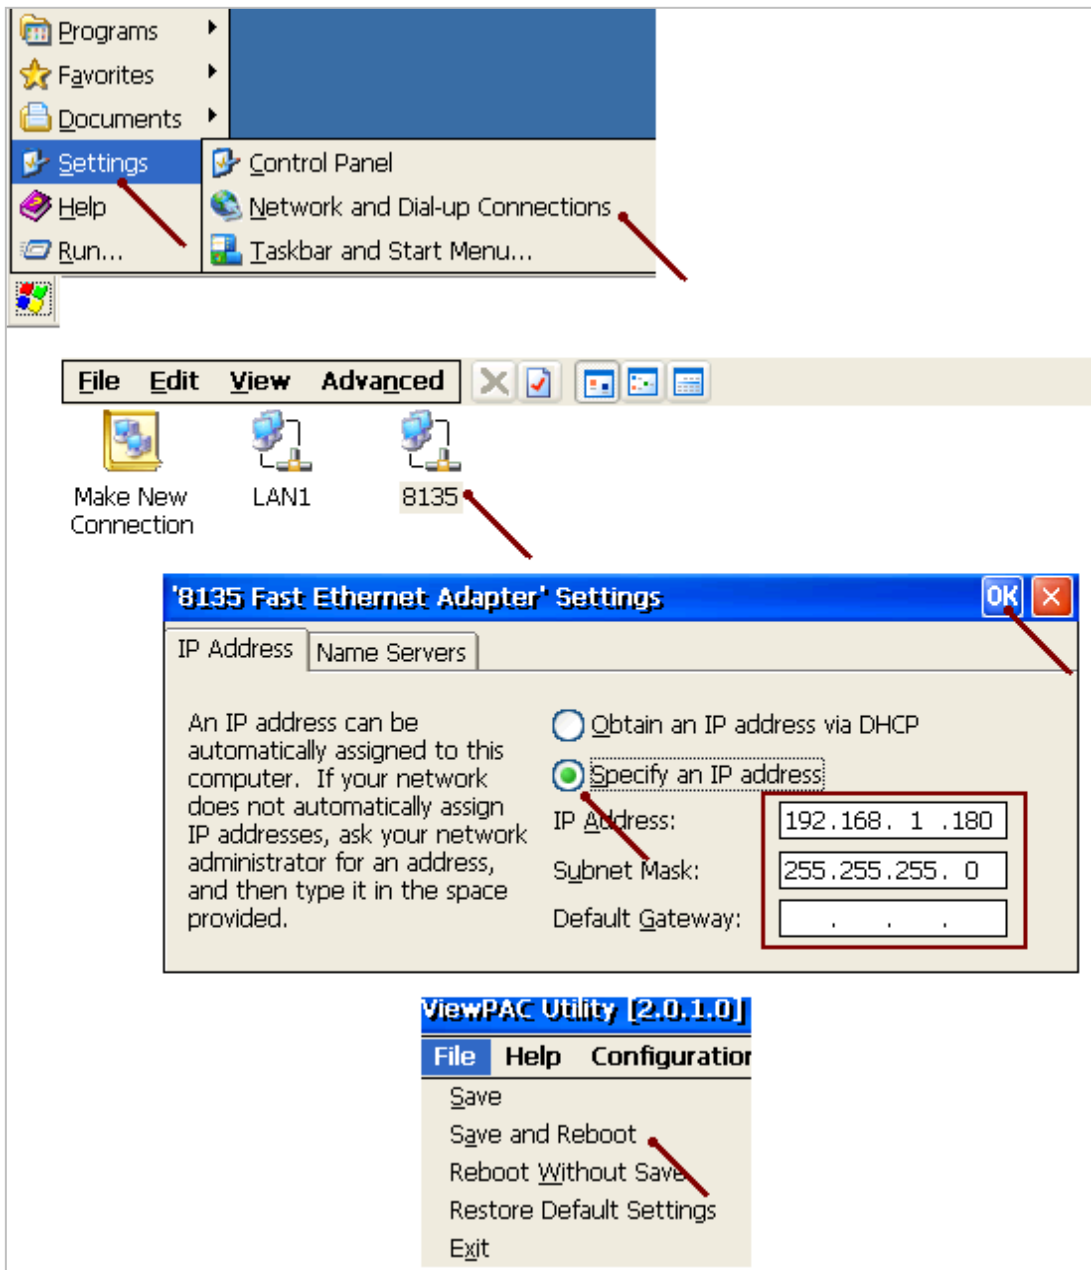 Programs
Favorites
Documents
Settings
Control Panel
Help
Network and Dial-up Connections
Run...
Taskbar and Start Menu...
File Edit View Advanced
Make New
Connection
LAN1
8135
'8135 Fast Ethernet Adapter' Settings
OK
IP Address
Name Servers
An IP address can be
automatically assigned to this
computer. If your network
does not automatically assign
IP addresses, ask your network
administrator for an address,
and then type it in the space
provided.
Obtain an IP address via DHCP
Specify an IP address
IP Address: 192.168. 1 .180
Subnet Mask: 255.255.255. 0
Default Gateway: . . .
ViewPAC Utility [2.0.1.0]
File Help Configuration
Save
Save and Reboot
Reboot Without Save
Restore Default Settings
Exit